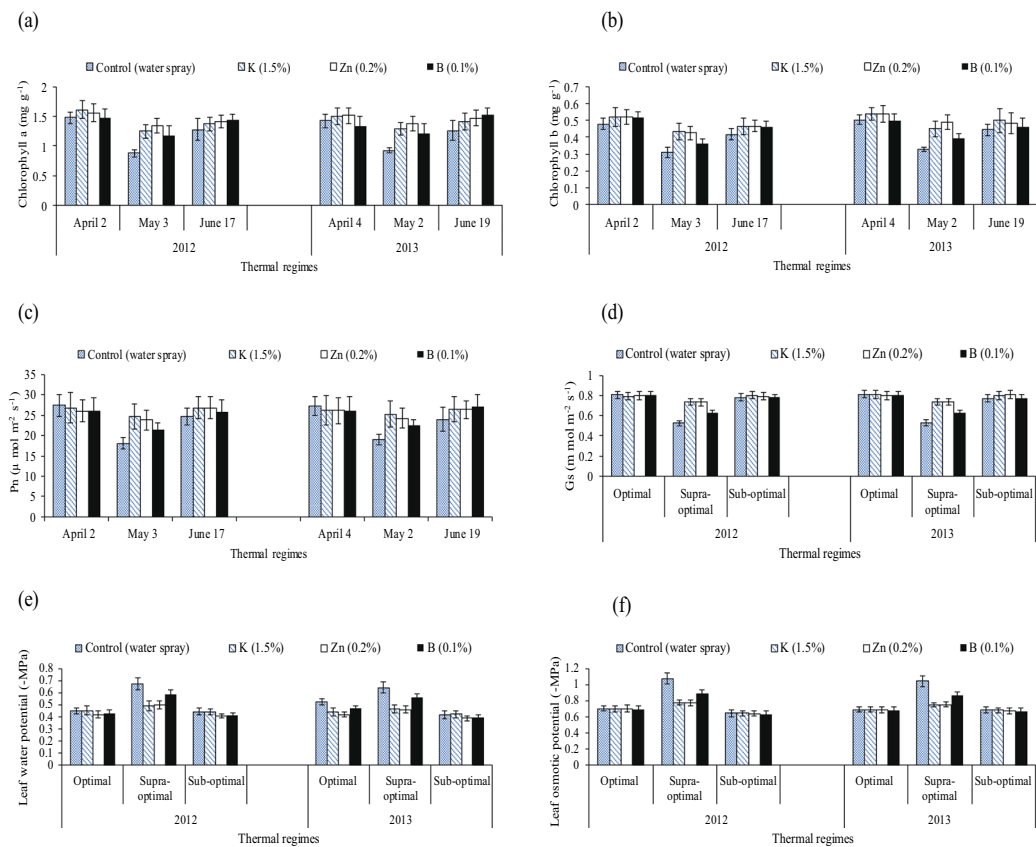 (a)
Control (water spray) K (1.5%) Zn (0.2%) B (0.1%)
Chlorophyll a (mg g⁻¹)
2
1.5
1
0.5
0
April 2 May 3 June 17 April 4 May 2 June 19
2012 2013
Thermal regimes
(b)
Control (water spray) K (1.5%) Zn (0.2%) B (0.1%)
Chlorophyll b (mg g⁻¹)
0.7
0.6
0.5
0.4
0.3
0.2
0.1
0
April 2 May 3 June 17 April 4 May 2 June 19
2012 2013
Thermal regimes
(c)
Control (water spray) K (1.5%) Zn (0.2%) B (0.1%)
Pn (µ mol m⁻² s⁻¹)
35
30
25
20
15
10
5
0
April 2 May 3 June 17 April 4 May 2 June 19
2012 2013
Thermal regimes
(d)
Control (water spray) K (1.5%) Zn (0.2%) B (0.1%)
Gs (m mol m⁻² s⁻¹)
1
0.8
0.6
0.4
0.2
0
Optimal Supra-optimal Sub-optimal Optimal Supra-optimal Sub-optimal
2012 2013
Thermal regimes
(e)
Control (water spray) K (1.5%) Zn (0.2%) B (0.1%)
Leaf water potential (-MPa)
0.8
0.7
0.6
0.5
0.4
0.3
0.2
0.1
0
Optimal Supra-optimal Sub-optimal Optimal Supra-optimal Sub-optimal
2012 2013
Thermal regimes
(f)
Control (water spray) K (1.5%) Zn (0.2%) B (0.1%)
Leaf osmotic potential (-MPa)
1.2
1
0.8
0.6
0.4
0.2
0
Optimal Supra-optimal Sub-optimal Optimal Supra-optimal Sub-optimal
2012 2013
Thermal regimes